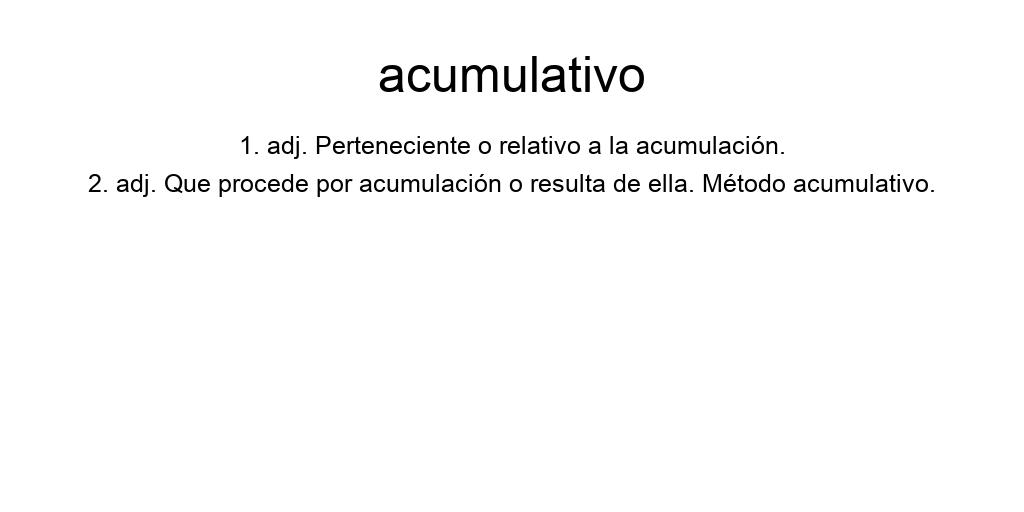 acumulativo
1. adj. Perteneciente o relativo a la acumulación.
2. adj. Que procede por acumulación o resulta de ella. Método acumulativo.